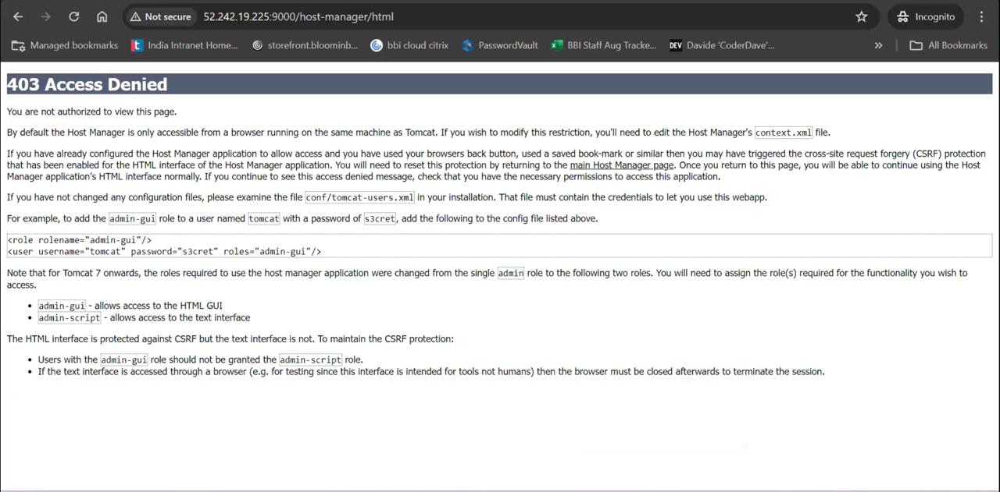 Not secure 52.242.19.225:9000/host-manager/html Incognito
Managed bookmarks India Intranet Home... storefront.bloominb... bbi cloud citrix PasswordVault BBI Staff Aug Tracke... DEV Davide 'CoderDave'... » All Bookmarks
403 Access Denied
You are not authorized to view this page.
By default the Host Manager is only accessible from a browser running on the same machine as Tomcat. If you wish to modify this restriction, you'll need to edit the Host Manager's context.xml file.
If you have already configured the Host Manager application to allow access and you have used your browsers back button, used a saved book-mark or similar then you may have triggered the cross-site request forgery (CSRF) protection
that has been enabled for the HTML interface of the Host Manager application. You will need to reset this protection by returning to the main Host Manager page. Once you return to this page, you will be able to continue using the Host
Manager application's HTML interface normally. If you continue to see this access denied message, check that you have the necessary permissions to access this application.
If you have not changed any configuration files, please examine the file conf/tomcat-users.xml in your installation. That file must contain the credentials to let you use this webapp.
For example, to add the admin-gui role to a user named tomcat with a password of s3cret, add the following to the config file listed above.
<role rolename="admin-gui"/>
<user username="tomcat" password="s3cret" roles="admin-gui"/>
Note that for Tomcat 7 onwards, the roles required to use the host manager application were changed from the single admin role to the following two roles. You will need to assign the role(s) required for the functionality you wish to
access.
• admin-gui - allows access to the HTML GUI
• admin-script - allows access to the text interface
The HTML interface is protected against CSRF but the text interface is not. To maintain the CSRF protection:
• Users with the admin-gui role should not be granted the admin-script role.
• If the text interface is accessed through a browser (e.g. for testing since this interface is intended for tools not humans) then the browser must be closed afterwards to terminate the session.